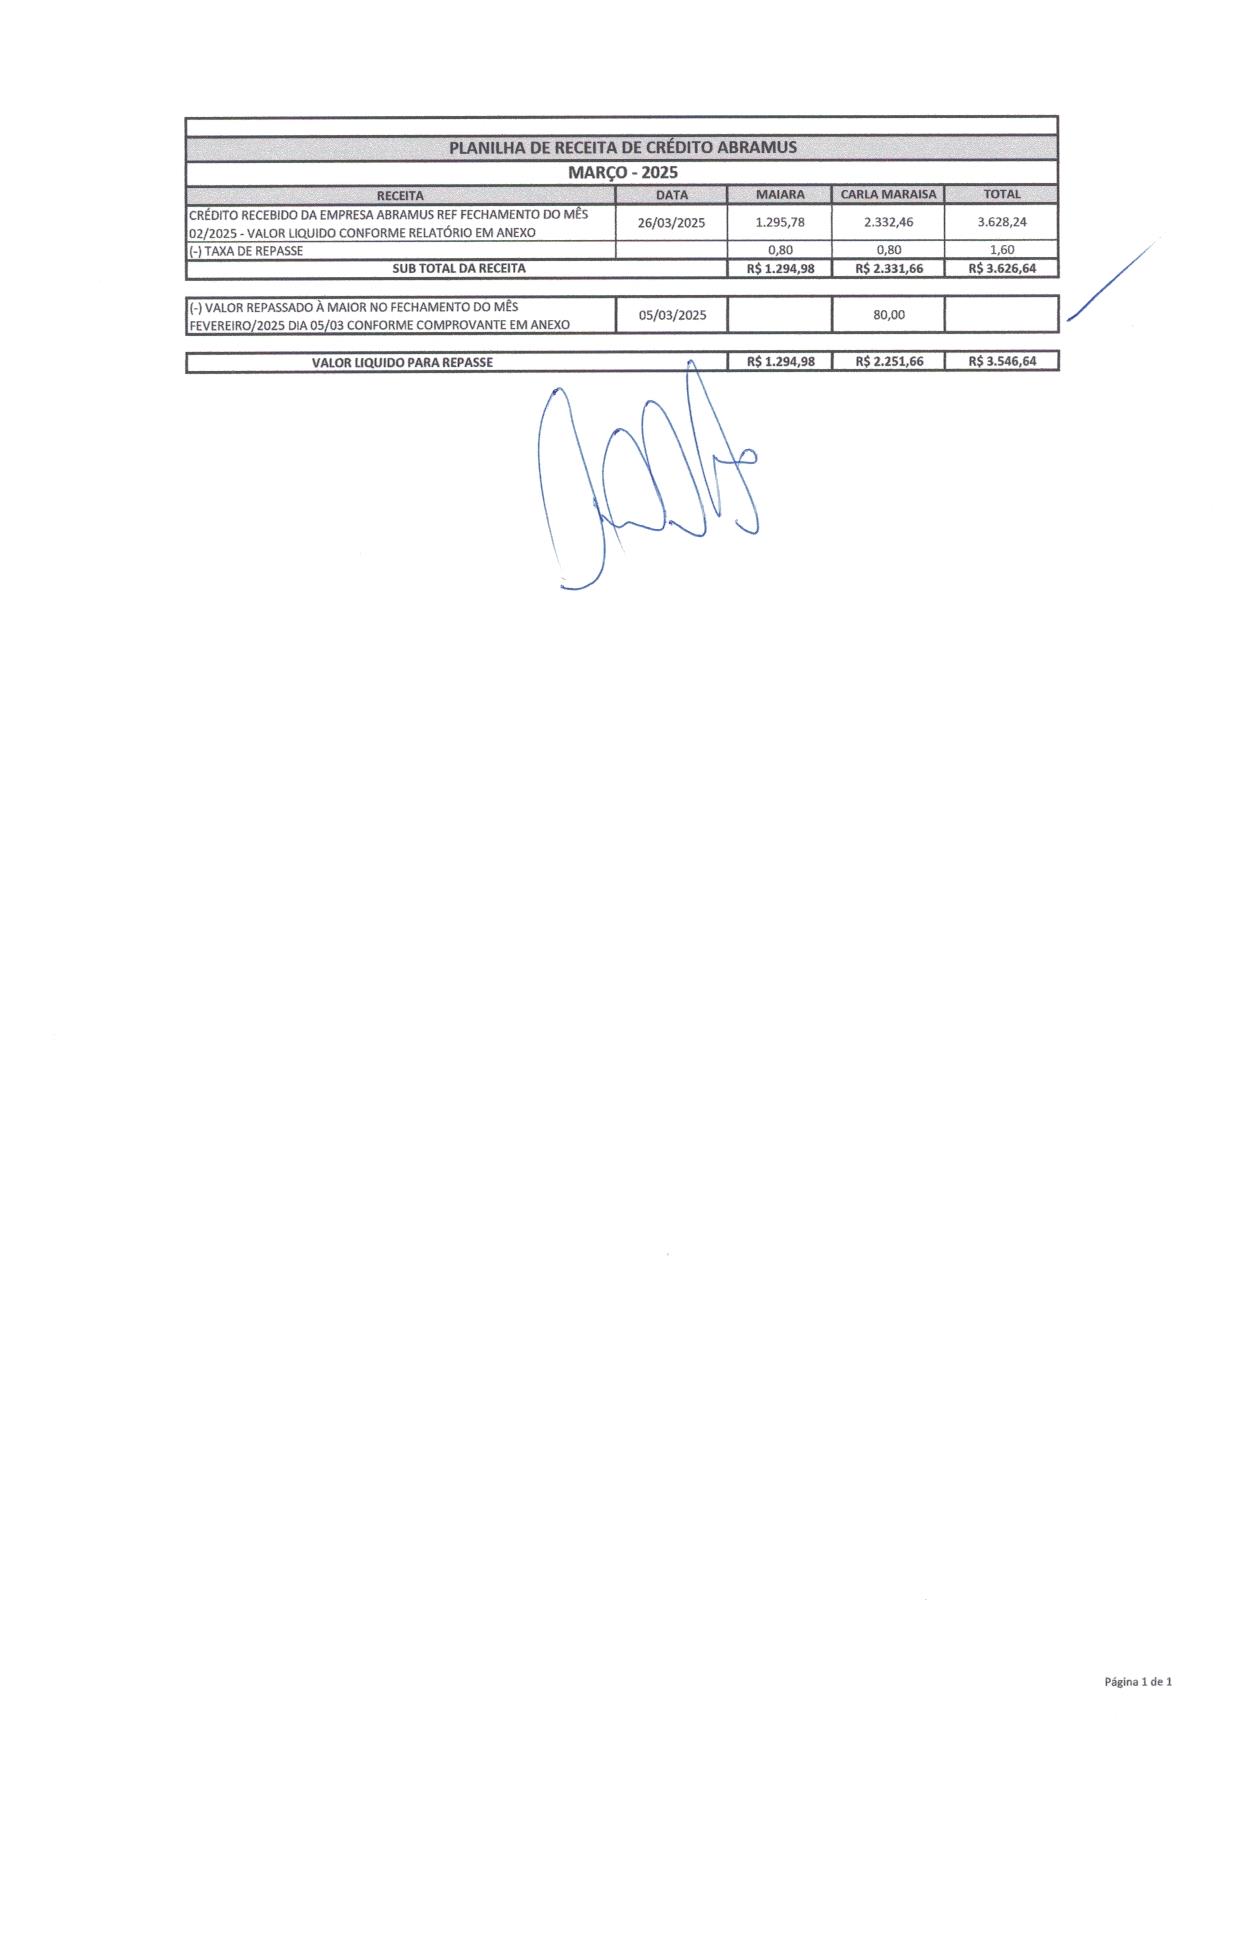 PLANILHA DE RECEITA DE CRÉDITO ABRAMUS
MARÇO - 2025
RECEITA DATA MAIARA CARLA MARAISA TOTAL
CRÉDITO RECEBIDO DA EMPRESA ABRAMUS REF FECHAMENTO DO MÊS
02/2025 - VALOR LIQUIDO CONFORME RELATÓRIO EM ANEXO 26/03/2025 1.295,78 2.332,46 3.628,24
(-) TAXA DE REPASSE 0,80 0,80 1,60
SUB TOTAL DA RECEITA R$ 1.294,98 R$ 2.331,66 R$ 3.626,64
(-) VALOR REPASSADO À MAIOR NO FECHAMENTO DO MÊS
FEVEREIRO/2025 DIA 05/03 CONFORME COMPROVANTE EM ANEXO 05/03/2025 80,00
VALOR LIQUIDO PARA REPASSE R$ 1.294,98 R$ 2.251,66 R$ 3.546,64
Página 1 de 1